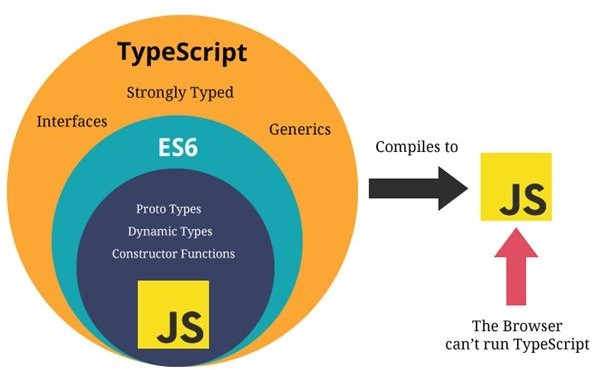 TypeScript
Strongly Typed
Interfaces
Generics
ES6
Proto Types
Dynamic Types
Constructor Functions
JS
Compiles to
JS
The Browser
can't run TypeScript